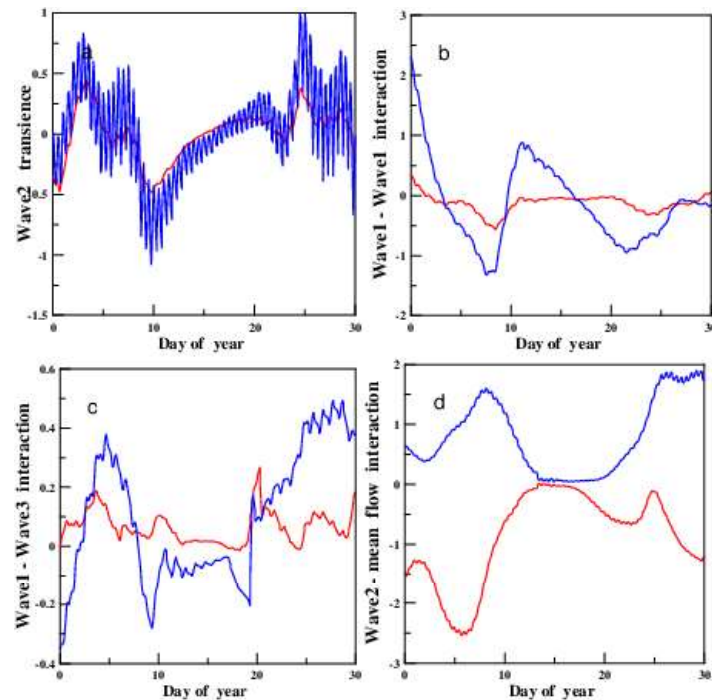 a
Wave2 transience
1
0.5
0
-0.5
-1
-1.5
0 10 20 30
Day of year
b
Wave1 - Wave1 interaction
3
2
1
0
-1
-2
0 10 20 30
Day of year
c
Wave1 - Wave3 interaction
0.6
0.4
0.2
0
-0.2
-0.4
0 10 20 30
Day of year
d
Wave2 - mean flow interaction
2
1
0
-1
-2
-3
0 10 20 30
Day of year